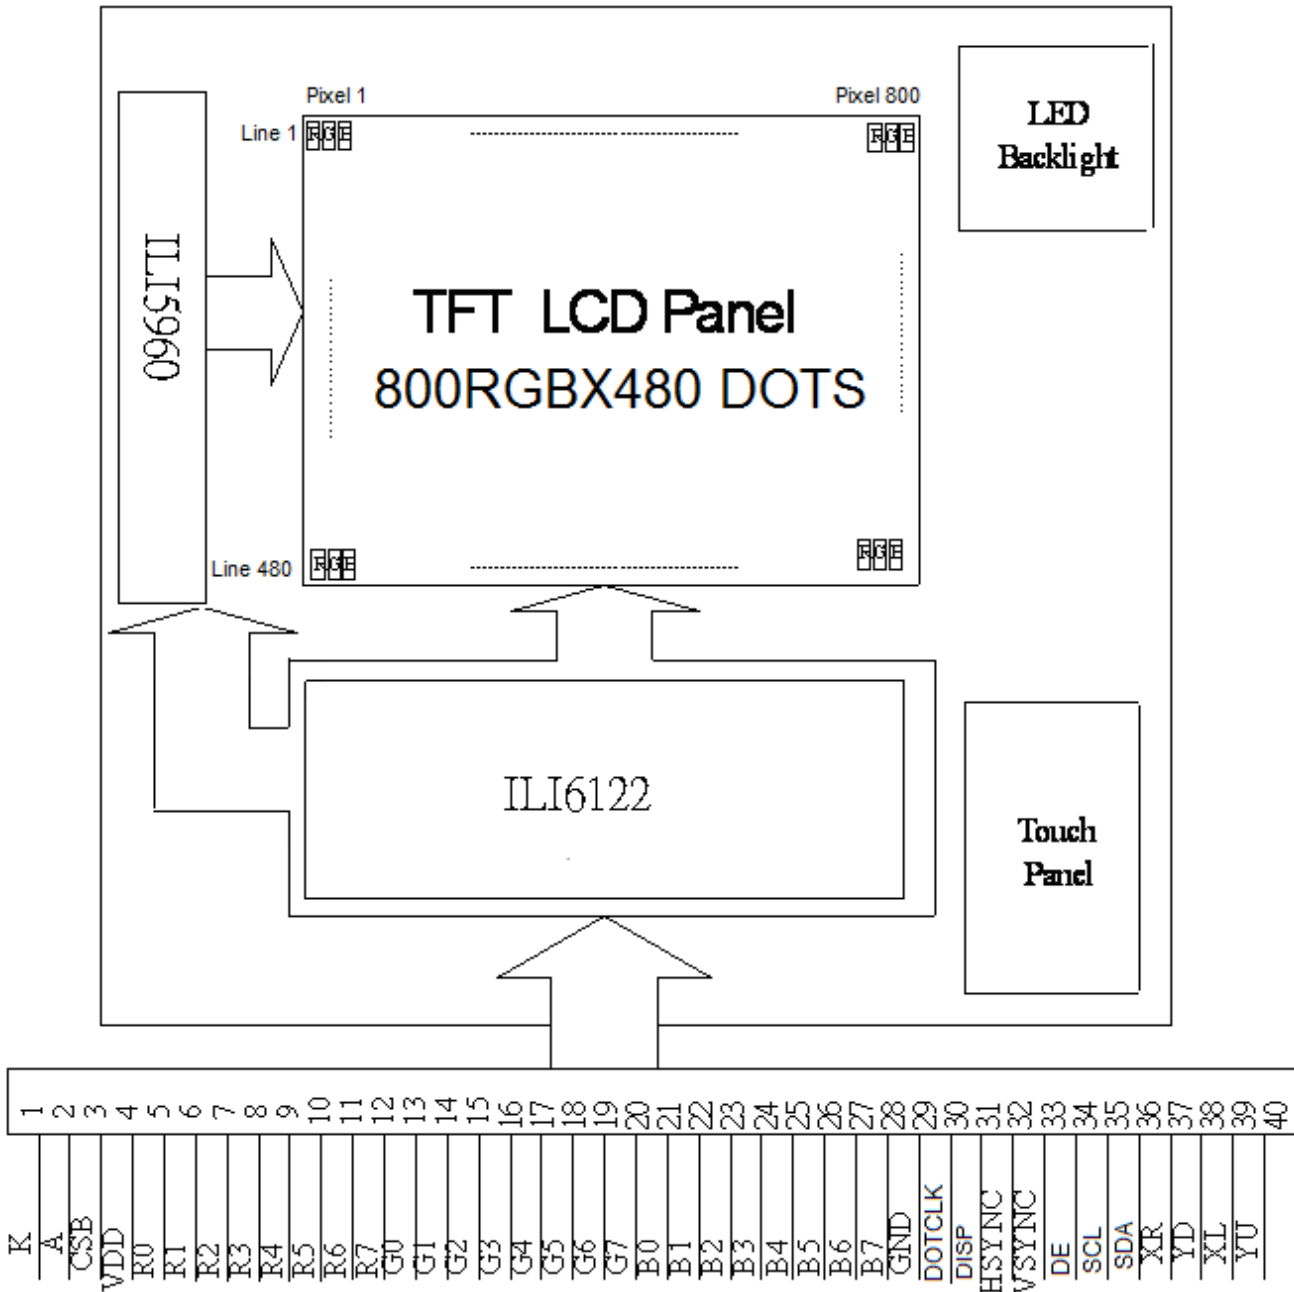 Pixel 1
Pixel 800
LED
Backlight
Line 1
R G B
R G B
ILI5960
TFT LCD Panel
800RGBX480 DOTS
Line 480
R G B
R G B
ILI6122
Touch
Panel
1 2 3 4 5 6 7 8 9 10 11 12 13 14 15 16 17 18 19 20 21 22 23 24 25 26 27 28 29 30 31 32 33 34 35 36 37 38 39 40
K A CSB VDD R0 R1 R2 R3 R4 R5 R6 R7 G0 G1 G2 G3 G4 G5 G6 G7 B0 B1 B2 B3 B4 B5 B6 B7 GND DOTCLK DISP HSYNC VSYNC DE SCL SDA XR YD XL YU